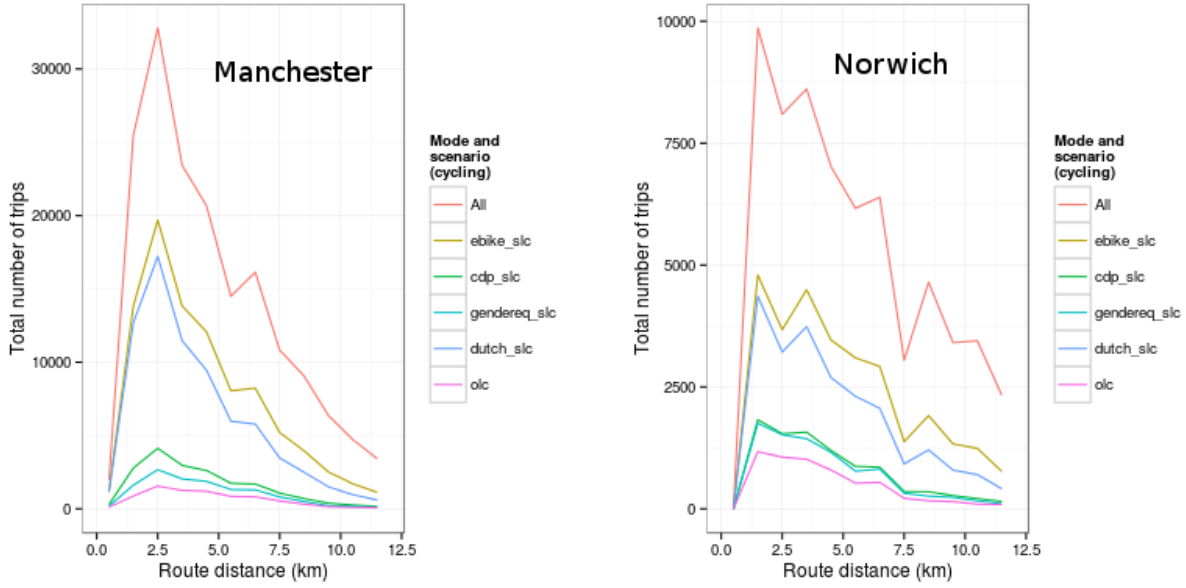 Manchester
Total number of trips
30000
20000
10000
0
0.0 2.5 5.0 7.5 10.0 12.5
Route distance (km)
Mode and
scenario
(cycling)
All
ebike_slc
cdp_slc
gendereq_slc
dutch_slc
olc
Norwich
Total number of trips
10000
7500
5000
2500
0
0.0 2.5 5.0 7.5 10.0 12.5
Route distance (km)
Mode and
scenario
(cycling)
All
ebike_slc
cdp_slc
gendereq_slc
dutch_slc
olc